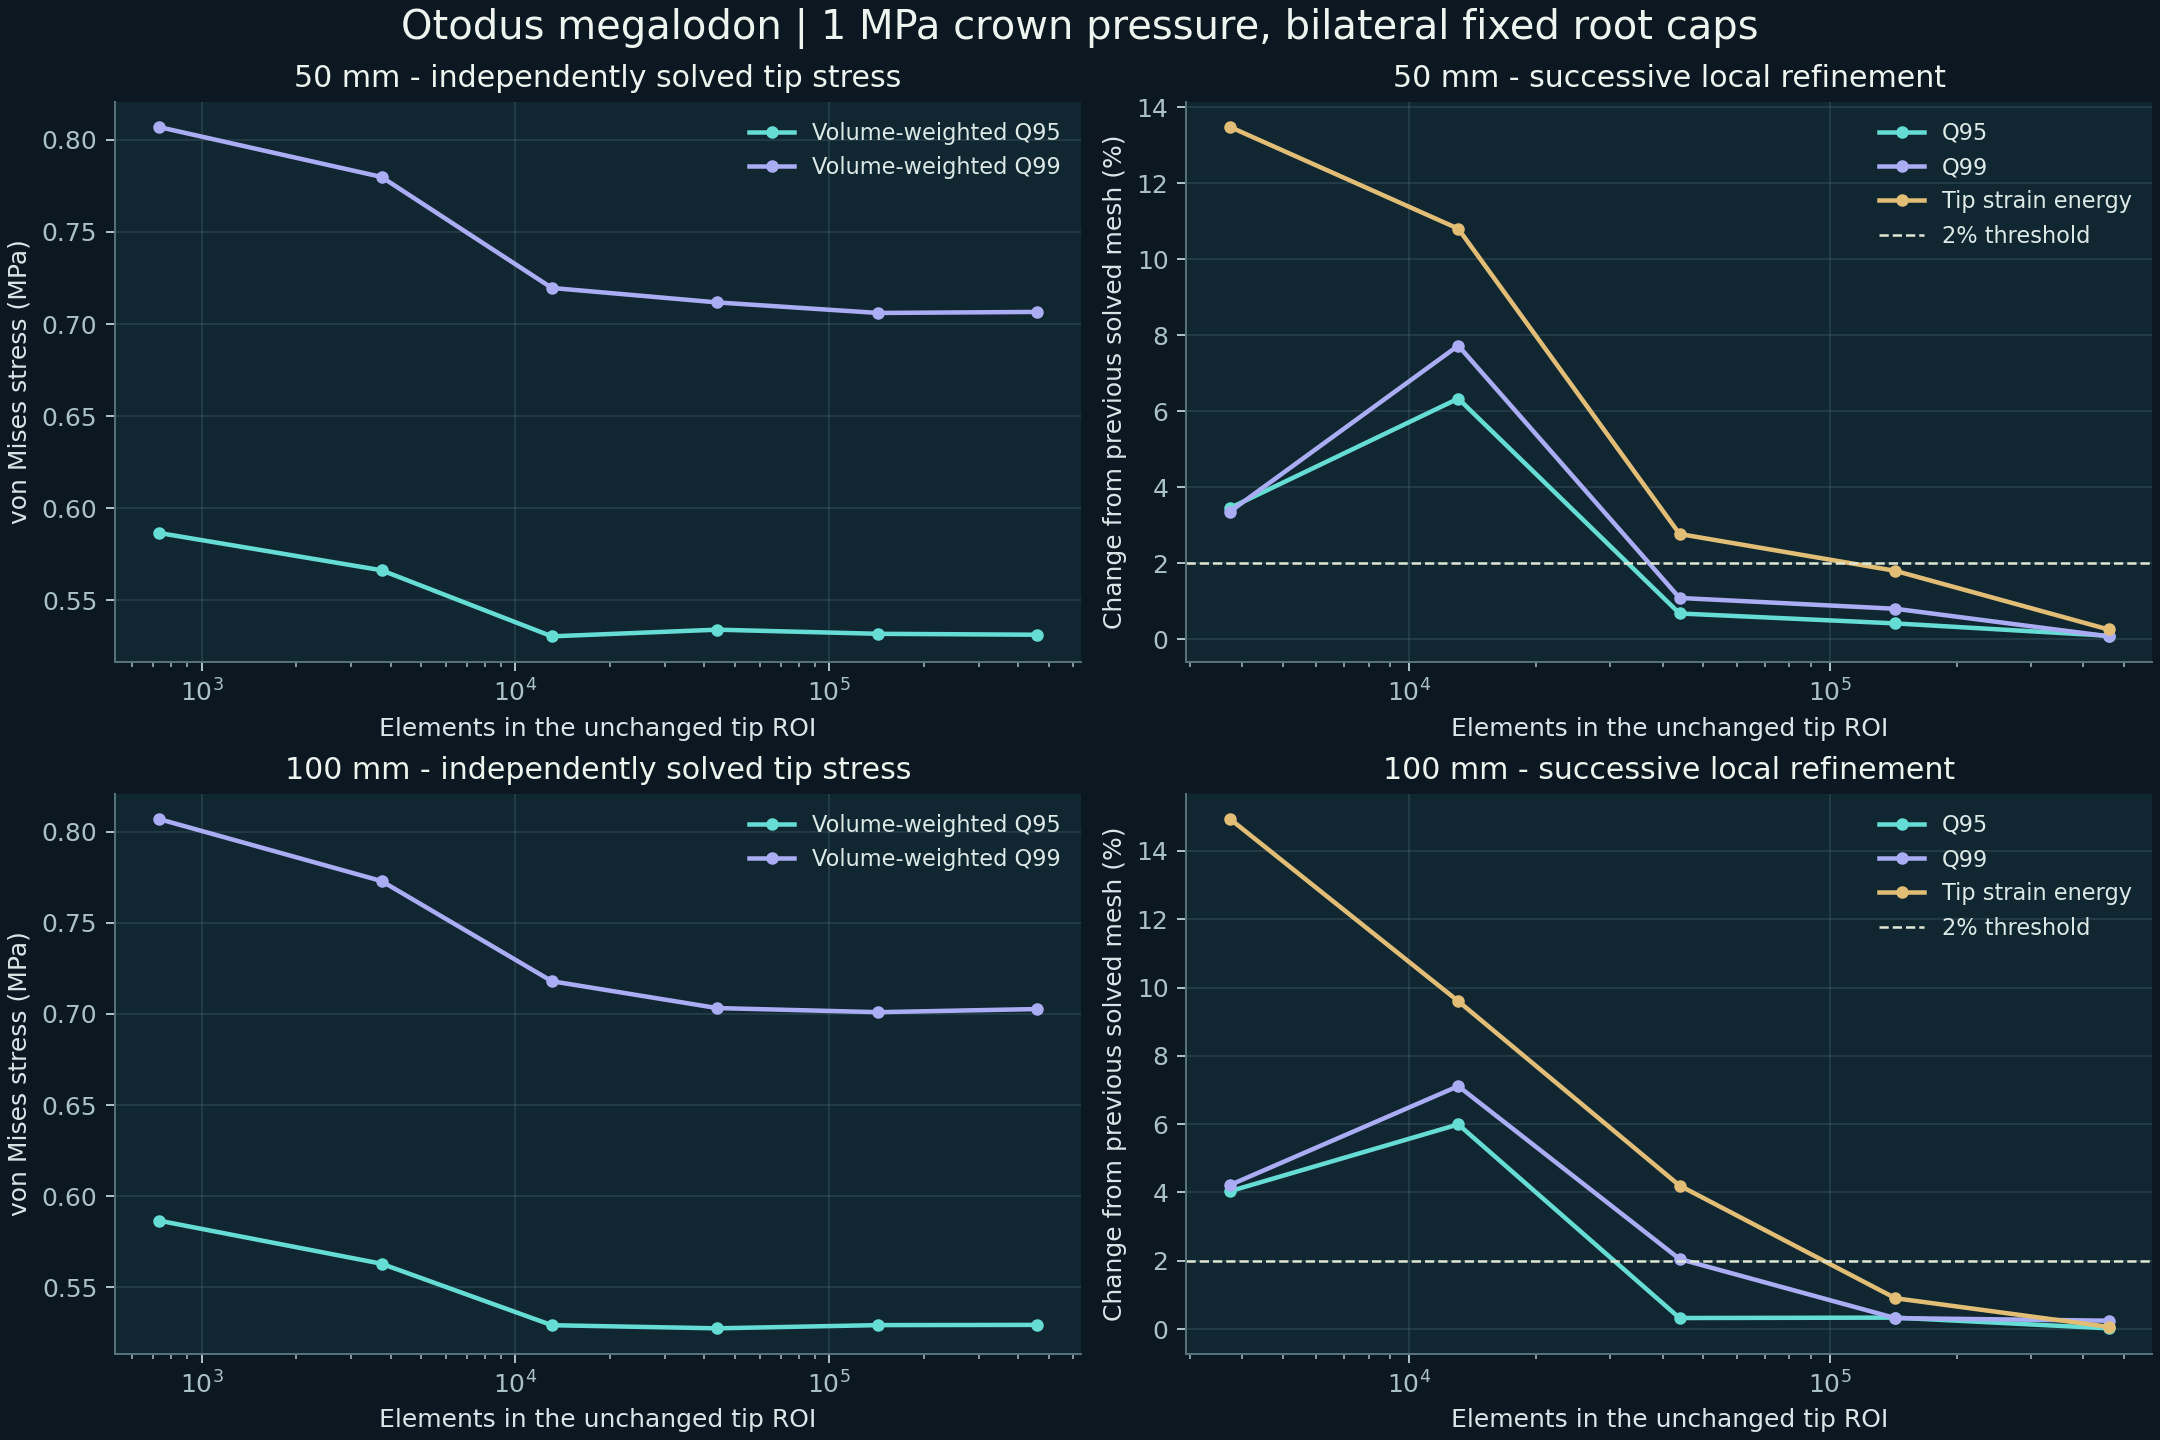 Otodus megalodon | 1 MPa crown pressure, bilateral fixed root caps
50 mm - independently solved tip stress
von Mises stress (MPa)
0.80
0.75
0.70
0.65
0.60
0.55
Volume-weighted Q95
Volume-weighted Q99
10³
10⁴
10⁵
Elements in the unchanged tip ROI
50 mm - successive local refinement
Change from previous solved mesh (%)
14
12
10
8
6
4
2
0
Q95
Q99
Tip strain energy
2% threshold
10⁴
10⁵
Elements in the unchanged tip ROI
100 mm - independently solved tip stress
von Mises stress (MPa)
0.80
0.75
0.70
0.65
0.60
0.55
Volume-weighted Q95
Volume-weighted Q99
10³
10⁴
10⁵
Elements in the unchanged tip ROI
100 mm - successive local refinement
Change from previous solved mesh (%)
14
12
10
8
6
4
2
0
Q95
Q99
Tip strain energy
2% threshold
10⁴
10⁵
Elements in the unchanged tip ROI